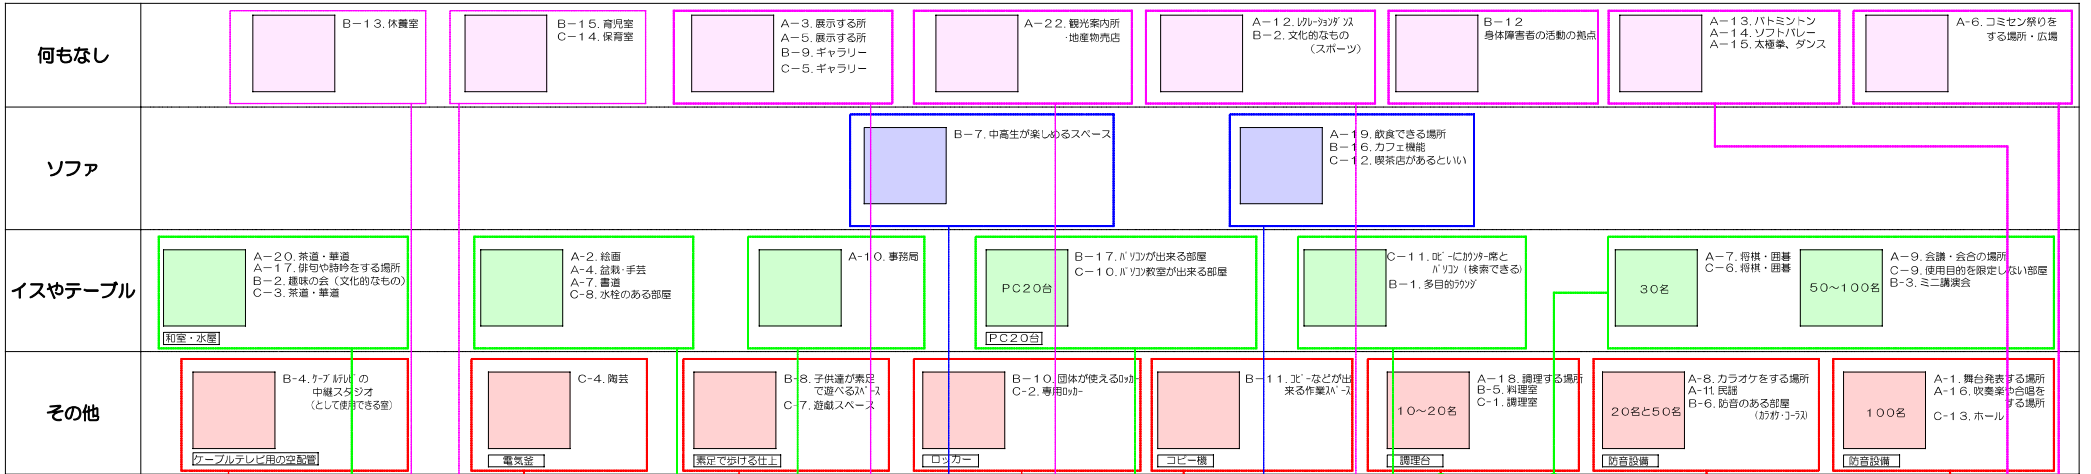 何もなし
B－13．休養室
B－15．育児室
C－14．保育室
A－3．展示する所
A－5．展示する所
B－9．ギャラリー
C－5．ギャラリー
A－22．観光案内所
・地産物売店
A－12．ﾚｸﾚｰｼｮﾝﾀﾞﾝｽ
B－2．文化的なもの
（スポーツ）
B－12
身体障害者の活動の拠点
A－13．バトミントン
A－14．ソフトバレー
A－15．太極拳、ダンス
A－6．コミセン祭りを
する場所・広場
ソファ
B－7．中高生が楽しめるスペース
A－19．飲食できる場所
B－16．カフェ機能
C－12．喫茶店があるといい
イスやテーブル
A－20．茶道・華道
A－17．俳句や詩吟をする場所
B－2．趣味の会（文化的なもの）
C－3．茶道・華道
和室・水屋
A－2．絵画
A－4．盆栽・手芸
A－7．書道
C－8．水栓のある部屋
A－10．事務局
PC20台
B－17．ﾊﾟｿｺﾝが出来る部屋
C－10．ﾊﾟｿｺﾝ教室が出来る部屋
PC20台
C－11．ﾛﾋﾞｰにｶｳﾝﾀｰ席と
ﾊﾟｿｺﾝ（検索できる）
B－1．多目的ﾗｳﾝｼﾞ
30名
A－7．将棋・囲碁
C－6．将棋・囲碁
50～100名
A－9．会議・会合の場所
C－9．使用目的を限定しない部屋
B－3．ミニ講演会
その他
B－4．ｹｰﾌﾞﾙﾃﾚﾋﾞの
中継スタジオ
（として使用できる室）
ケーブルテレビ用の空配管
C－4．陶芸
電気釜
B－8．子供達が素足
で遊べるｽﾍﾟｰｽ
C－7．遊戯スペース
素足で歩ける仕上
B－10．団体が使えるﾛｯｶｰ
C－2．専用ﾛｯｶｰ
ロッカー
B－11．ｺﾋﾟｰなどが出
来る作業ｽﾍﾟｰｽ
コピー機
10～20名
A－18．調理する場所
B－5．料理室
C－1．調理室
調理台
20名と50名
A－8．カラオケをする場所
A－11．民謡
B－6．防音のある部屋
（ｶﾗｵｹ･ｺｰﾗｽ）
防音設備
100名
A－1．舞台発表する場所
A－16．吹奏楽や合唱を
する場所
C－13．ホール
防音設備